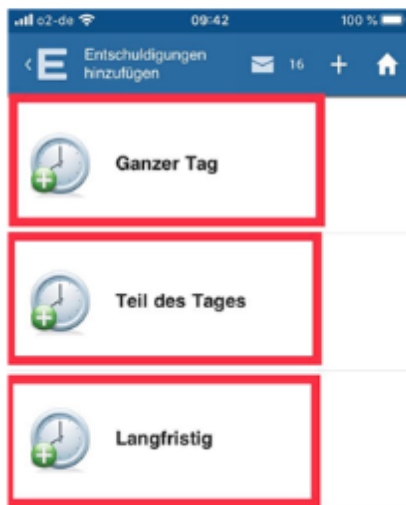 o2-de 09:42 100 %
E Entschuldigungen
hinzufügen 16 +
Ganzer Tag
Teil des Tages
Langfristig